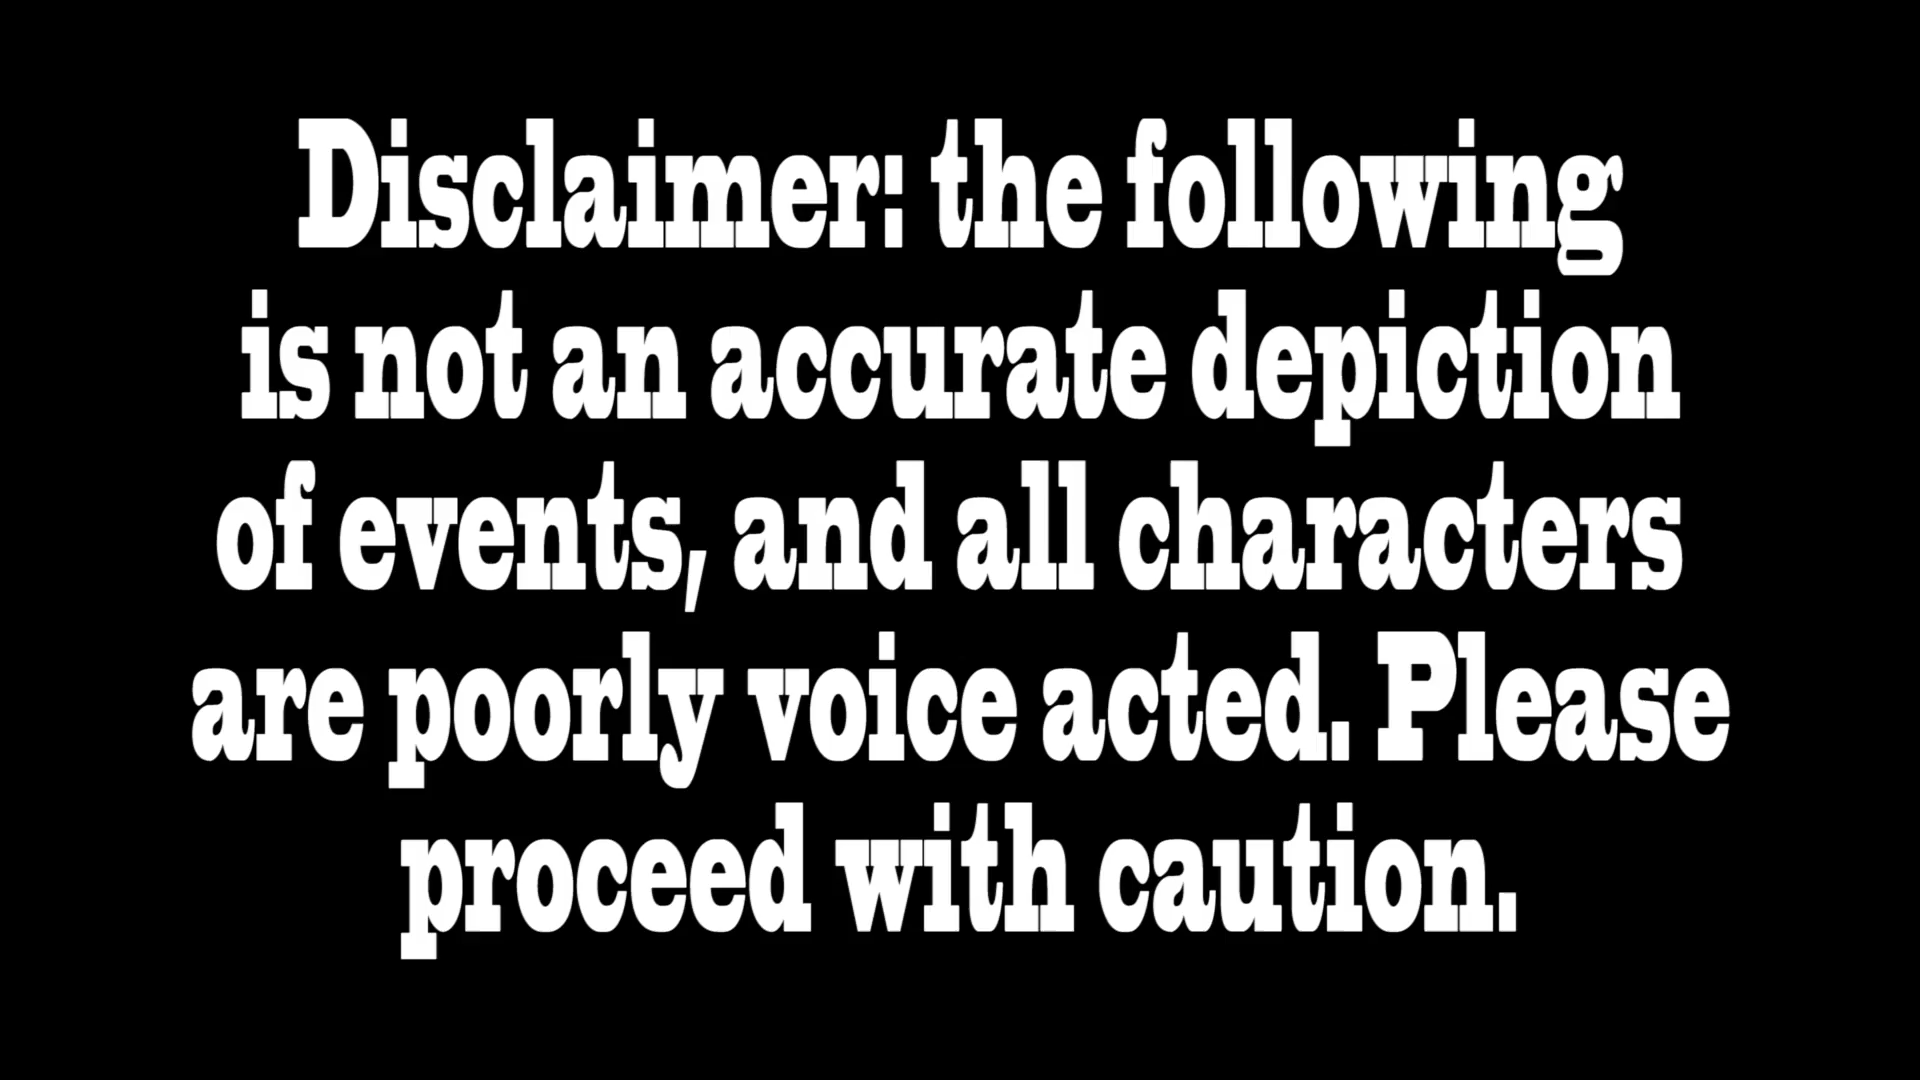 Disclaimer: the following
is not an accurate depiction
of events, and all characters
are poorly voice acted. Please
proceed with caution.